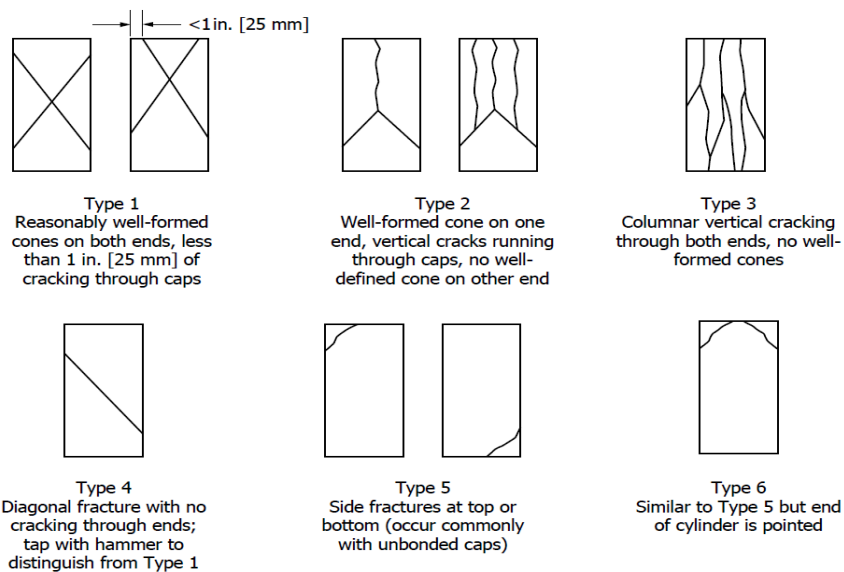 <1in. [25 mm]
Type 1
Reasonably well-formed
cones on both ends, less
than 1 in. [25 mm] of
cracking through caps
Type 2
Well-formed cone on one
end, vertical cracks running
through caps, no well-
defined cone on other end
Type 3
Columnar vertical cracking
through both ends, no well-
formed cones
Type 4
Diagonal fracture with no
cracking through ends;
tap with hammer to
distinguish from Type 1
Type 5
Side fractures at top or
bottom (occur commonly
with unbonded caps)
Type 6
Similar to Type 5 but end
of cylinder is pointed